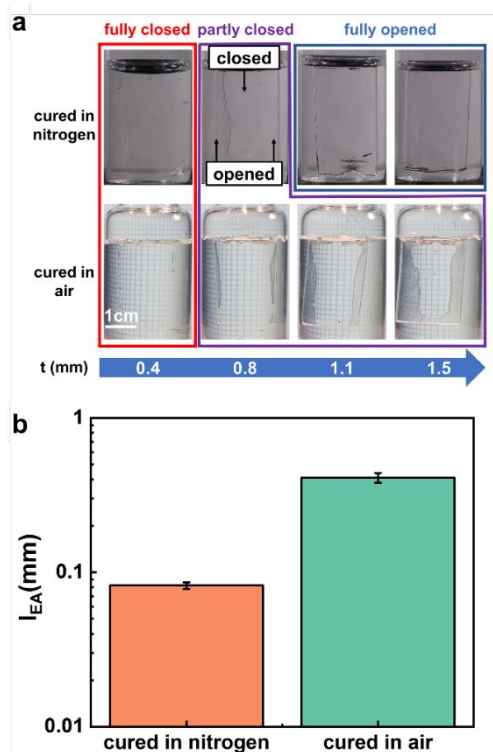 a
fully closed
partly closed
fully opened
cured in
nitrogen
closed
opened
cured in
air
1cm
t (mm)
0.4
0.8
1.1
1.5
b
I_EA(mm)
1
0.1
0.01
cured in nitrogen
cured in air